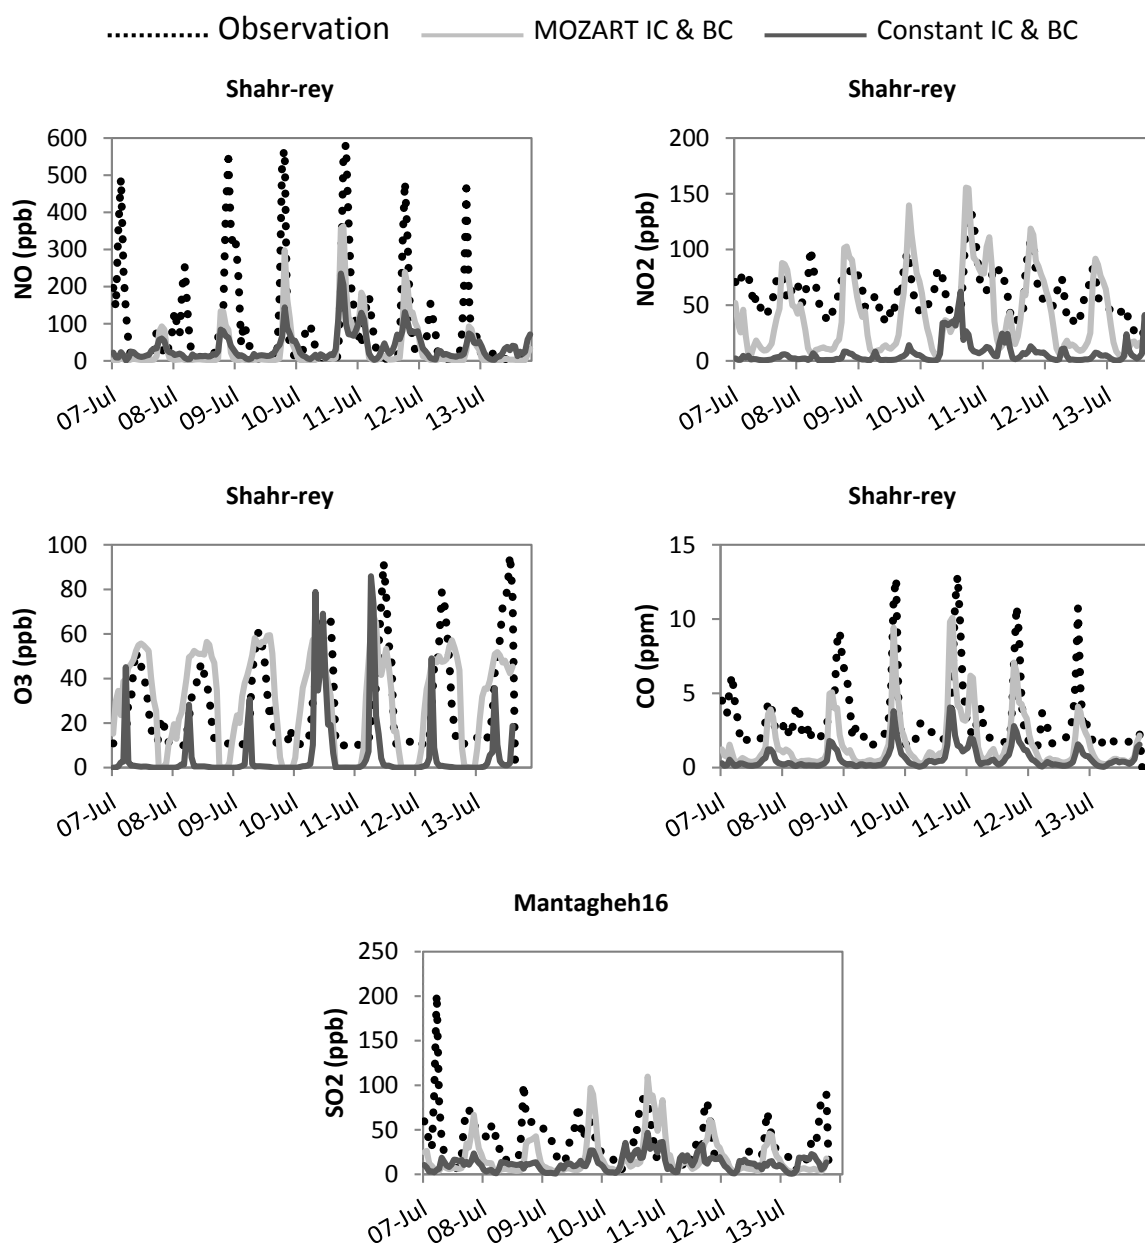 Observation MOZART IC & BC Constant IC & BC
Shahr-rey
NO (ppb)
600
500
400
300
200
100
0
07-Jul 08-Jul 09-Jul 10-Jul 11-Jul 12-Jul 13-Jul
Shahr-rey
NO2 (ppb)
200
150
100
50
0
07-Jul 08-Jul 09-Jul 10-Jul 11-Jul 12-Jul 13-Jul
Shahr-rey
O3 (ppb)
100
80
60
40
20
0
07-Jul 08-Jul 09-Jul 10-Jul 11-Jul 12-Jul 13-Jul
Shahr-rey
CO (ppm)
15
10
5
0
07-Jul 08-Jul 09-Jul 10-Jul 11-Jul 12-Jul 13-Jul
Mantagheh16
SO2 (ppb)
250
200
150
100
50
0
07-Jul 08-Jul 09-Jul 10-Jul 11-Jul 12-Jul 13-Jul